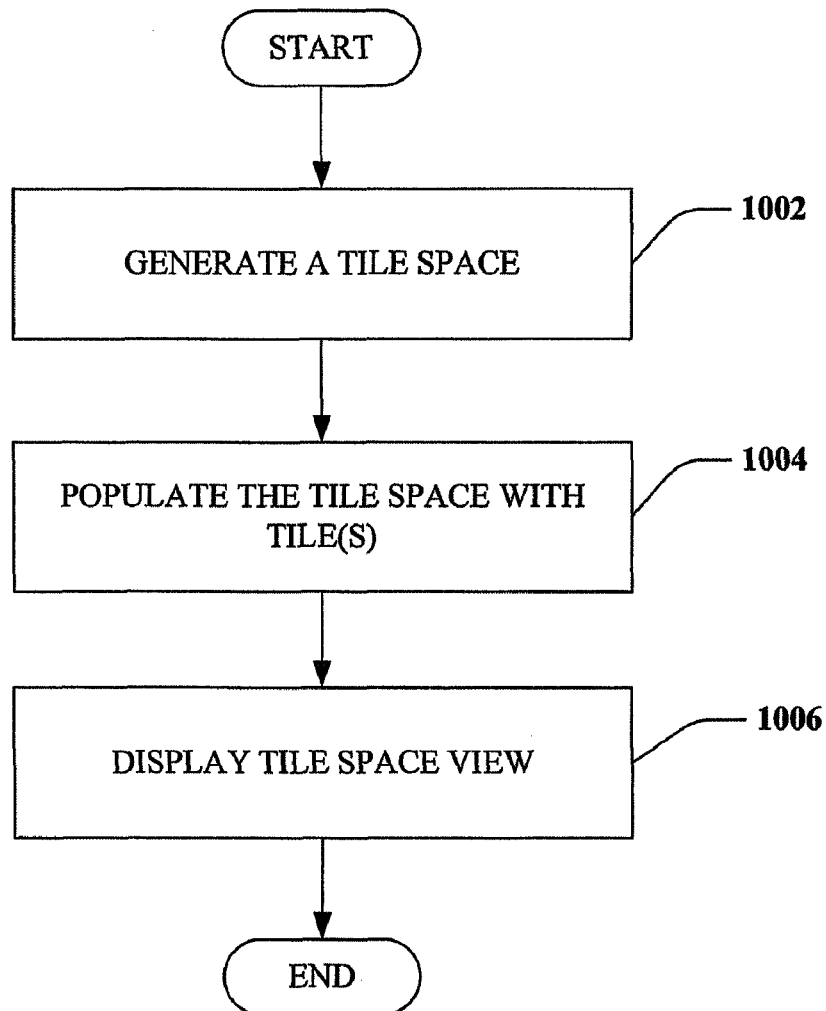 START
GENERATE A TILE SPACE
1002
POPULATE THE TILE SPACE WITH
TILE(S)
1004
DISPLAY TILE SPACE VIEW
1006
END